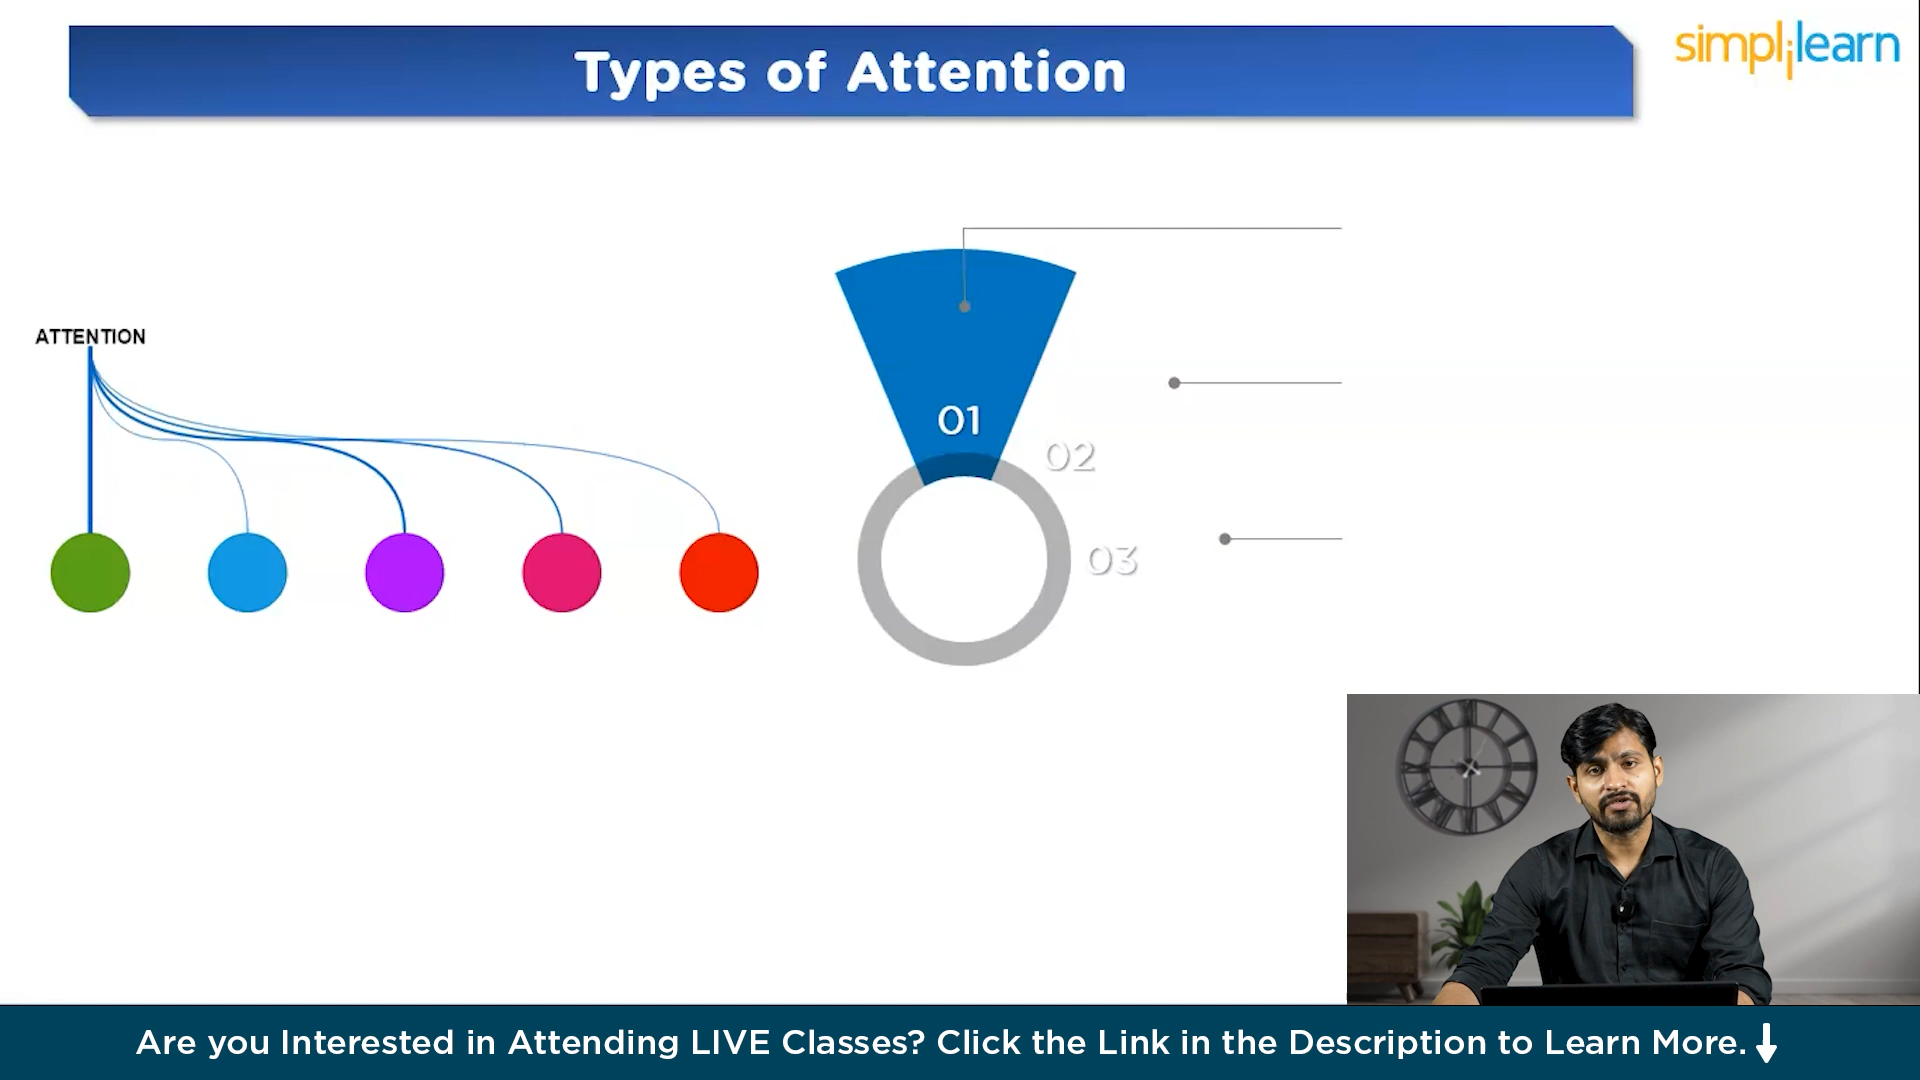 Types of Attention
simplilearn
ATTENTION
01
02
03
Are you Interested in Attending LIVE Classes? Click the Link in the Description to Learn More.